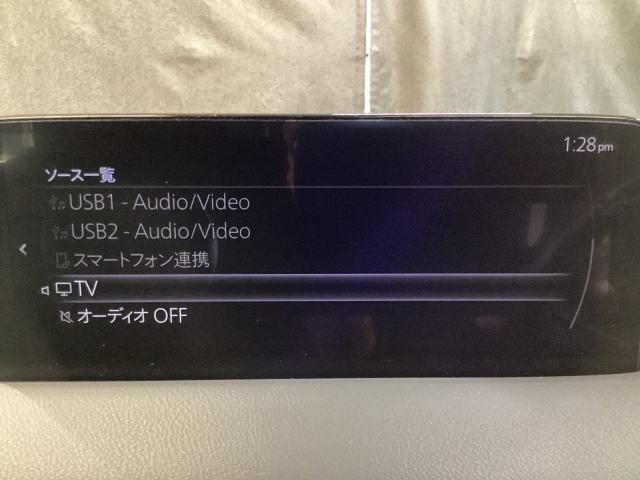 1:28pm
ソース一覧
USB1 - Audio/Video
USB2 - Audio/Video
スマートフォン連携
TV
オーディオ OFF